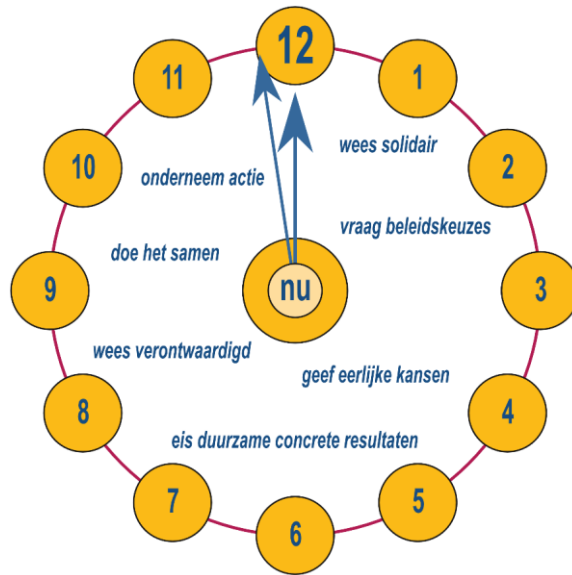 12
11
1
10
2
wees solidair
onderneem actie
vraag beleidskeuzes
doe het samen
9
nu
3
wees verontwaardigd
geef eerlijke kansen
8
4
eis duurzame concrete resultaten
7
5
6